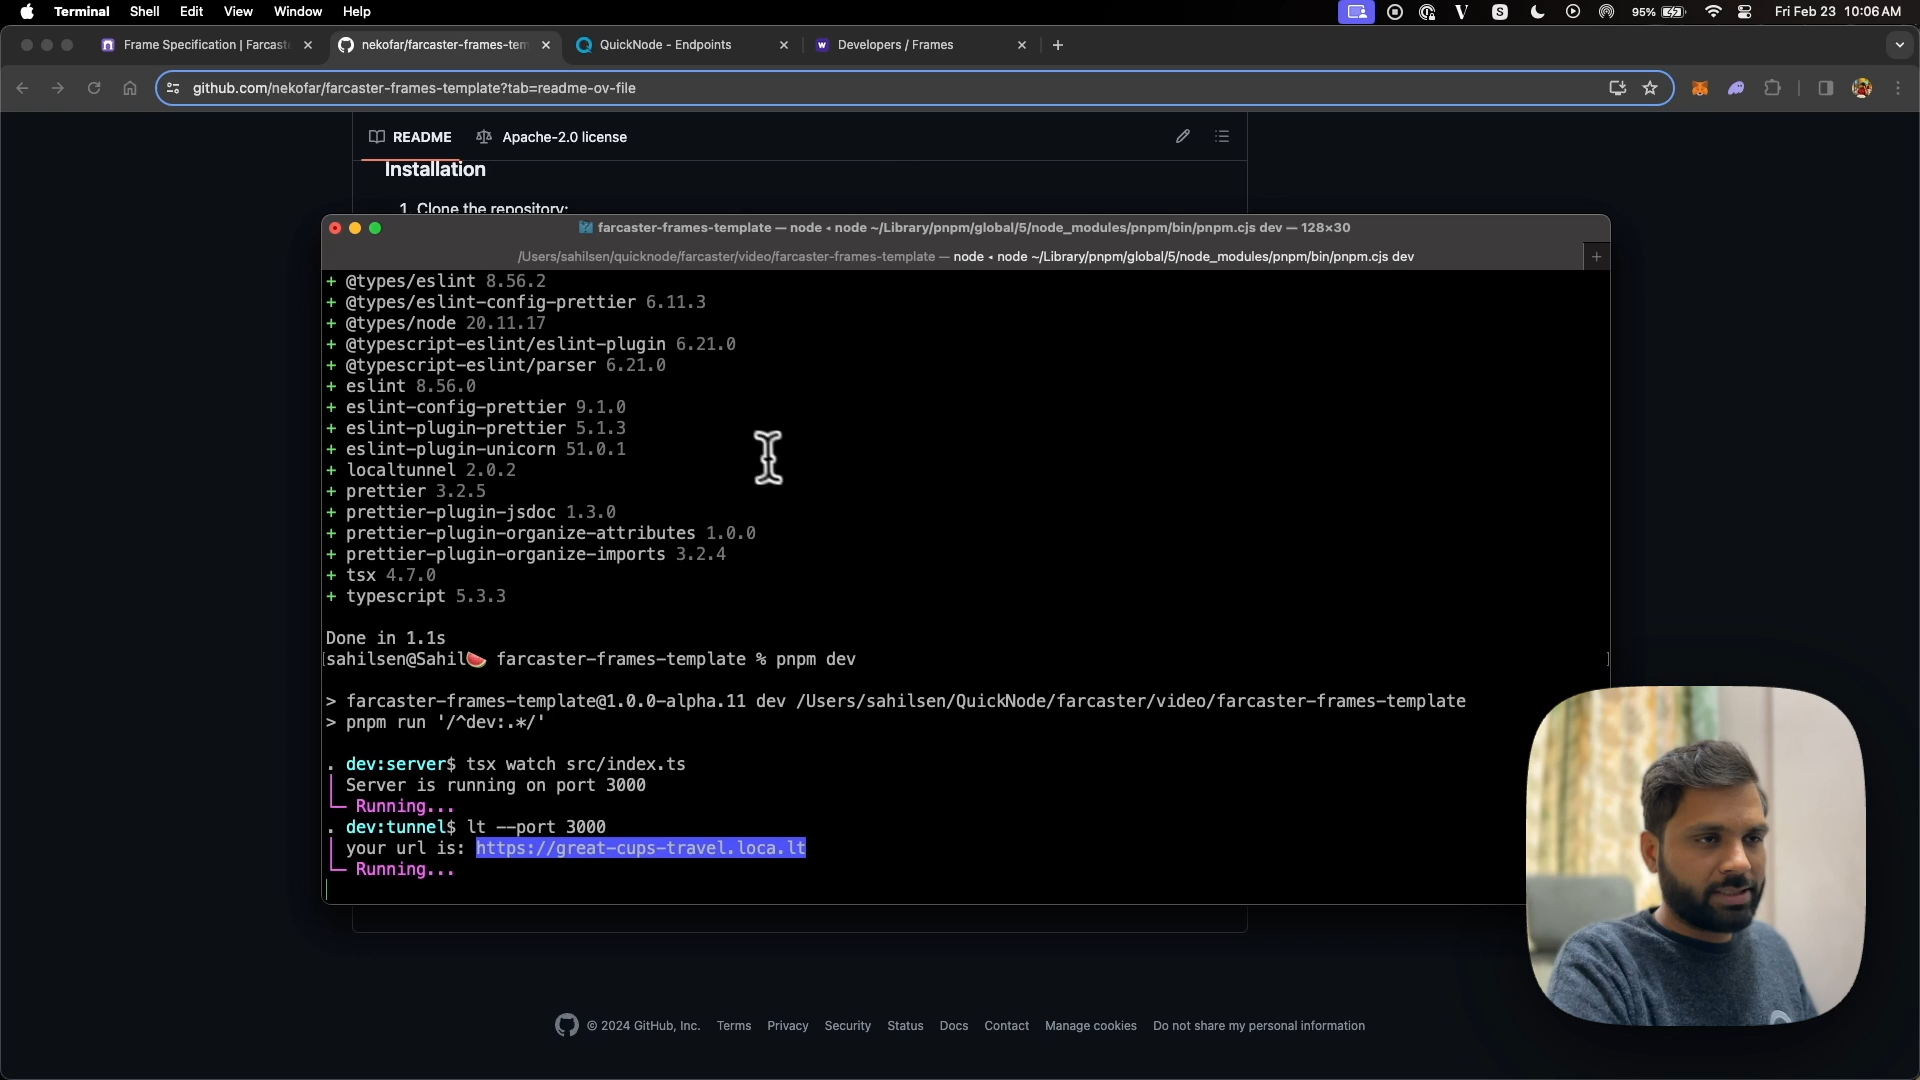 Terminal Shell Edit View Window Help 95% Fri Feb 23 10:06 AM
Frame Specification | Farcast nekofar/farcaster-frames-tem QuickNode - Endpoints Developers / Frames
github.com/nekofar/farcaster-frames-template?tab=readme-ov-file
README Apache-2.0 license
Installation
1. Clone the repository:
farcaster-frames-template — node ◂ node ~/Library/pnpm/global/5/node_modules/pnpm/bin/pnpm.cjs dev — 128×30
/Users/sahilsen/quicknode/farcaster/video/farcaster-frames-template — node ◂ node ~/Library/pnpm/global/5/node_modules/pnpm/bin/pnpm.cjs dev
+ @types/eslint 8.56.2
+ @types/eslint-config-prettier 6.11.3
+ @types/node 20.11.17
+ @typescript-eslint/eslint-plugin 6.21.0
+ @typescript-eslint/parser 6.21.0
+ eslint 8.56.0
+ eslint-config-prettier 9.1.0
+ eslint-plugin-prettier 5.1.3
+ eslint-plugin-unicorn 51.0.1
+ localtunnel 2.0.2
+ prettier 3.2.5
+ prettier-plugin-jsdoc 1.3.0
+ prettier-plugin-organize-attributes 1.0.0
+ prettier-plugin-organize-imports 3.2.4
+ tsx 4.7.0
+ typescript 5.3.3
Done in 1.1s
[sahilsen@Sahil🍉 farcaster-frames-template % pnpm dev ]
> farcaster-frames-template@1.0.0-alpha.11 dev /Users/sahilsen/QuickNode/farcaster/video/farcaster-frames-template
> pnpm run '/^dev:.*/'
. dev:server$ tsx watch src/index.ts
│ Server is running on port 3000
└─ Running...
. dev:tunnel$ lt --port 3000
│ your url is: https://great-cups-travel.loca.lt
└─ Running...
© 2024 GitHub, Inc. Terms Privacy Security Status Docs Contact Manage cookies Do not share my personal information